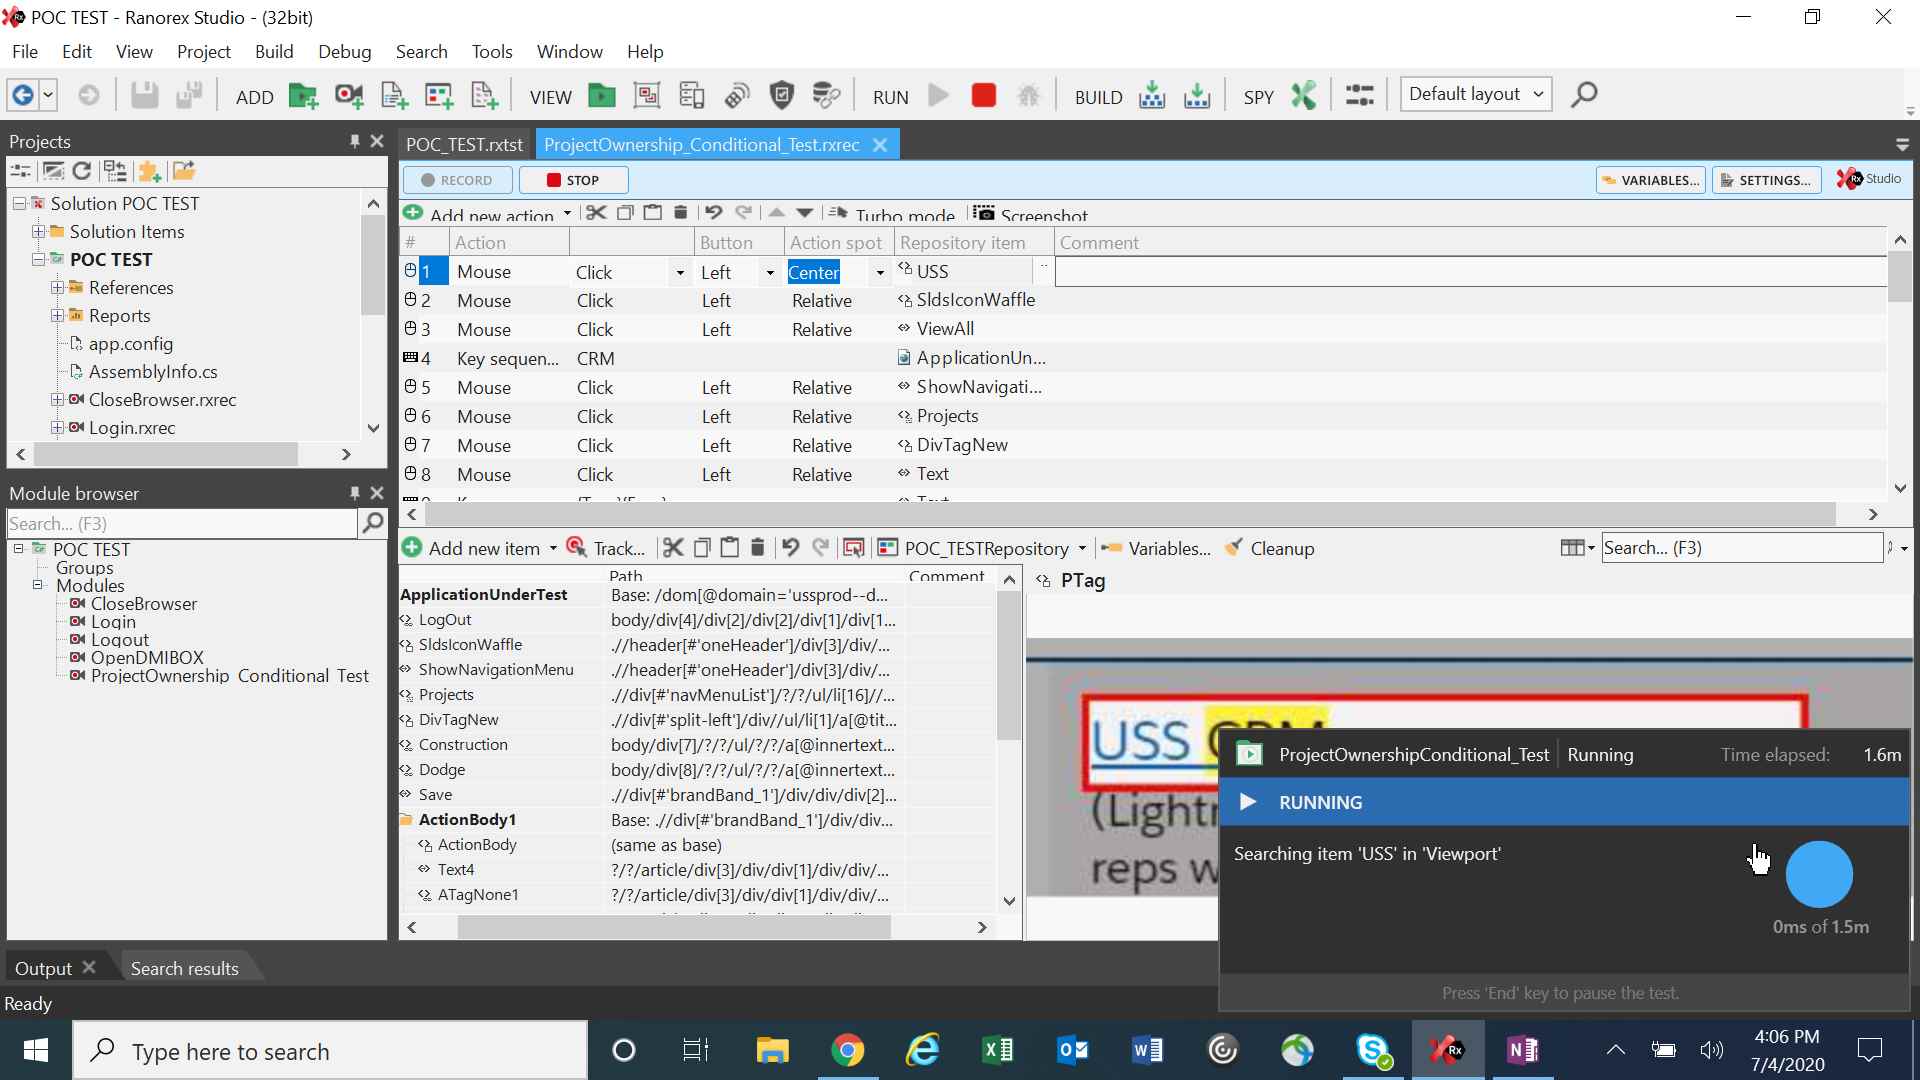 POC TEST - Ranorex Studio - (32bit)
File Edit View Project Build Debug Search Tools Window Help
ADD VIEW RUN BUILD SPY Default layout
Projects
POC_TEST.rxtst ProjectOwnership_Conditional_Test.rxrec
RECORD STOP VARIABLES... SETTINGS... Rx Studio
Add new action Turbo mode Screenshot
Solution POC TEST
Solution Items
POC TEST
References
Reports
app.config
AssemblyInfo.cs
CloseBrowser.rxrec
Login.rxrec
# Action Button Action spot Repository item Comment
1 Mouse Click Left Center USS
2 Mouse Click Left Relative SldsIconWaffle
3 Mouse Click Left Relative ViewAll
4 Key sequen... CRM ApplicationUn...
5 Mouse Click Left Relative ShowNavigati...
6 Mouse Click Left Relative Projects
7 Mouse Click Left Relative DivTagNew
8 Mouse Click Left Relative Text
Module browser
Search... (F3)
POC TEST
Groups
Modules
CloseBrowser
Login
Logout
OpenDMIBOX
ProjectOwnership_Conditional_Test
Add new item Track... POC_TESTRepository Variables... Cleanup Search... (F3)
Path Comment
ApplicationUnderTest Base: /dom[@domain='ussprod--d...
LogOut body/div[4]/div[2]/div[2]/div[1]/div[1...
SldsIconWaffle .//header[#'oneHeader']/div[3]/div/...
ShowNavigationMenu .//header[#'oneHeader']/div[3]/div/...
Projects .//div[#'navMenuList']/?/?/ul/li[16]//...
DivTagNew .//div[#'split-left']/div//ul/li[1]/a[@tit...
Construction body/div[7]/?/?/ul/?/?/a[@innertext...
Dodge body/div[8]/?/?/ul/?/?/a[@innertext...
Save .//div[#'brandBand_1']/div/div/div[2]...
ActionBody1 Base: .//div[#'brandBand_1']/div/div...
ActionBody (same as base)
Text4 ?/?/article/div[3]/div/div[1]/div/div/...
ATagNone1 ?/?/article/div[3]/div/div[1]/div/div/...
PTag
USS CRM
(Lightn
reps w
ProjectOwnershipConditional_Test Running Time elapsed: 1.6m
RUNNING
Searching item 'USS' in 'Viewport'
0ms of 1.5m
Press 'End' key to pause the test.
Output Search results
Ready
Type here to search
4:06 PM
7/4/2020